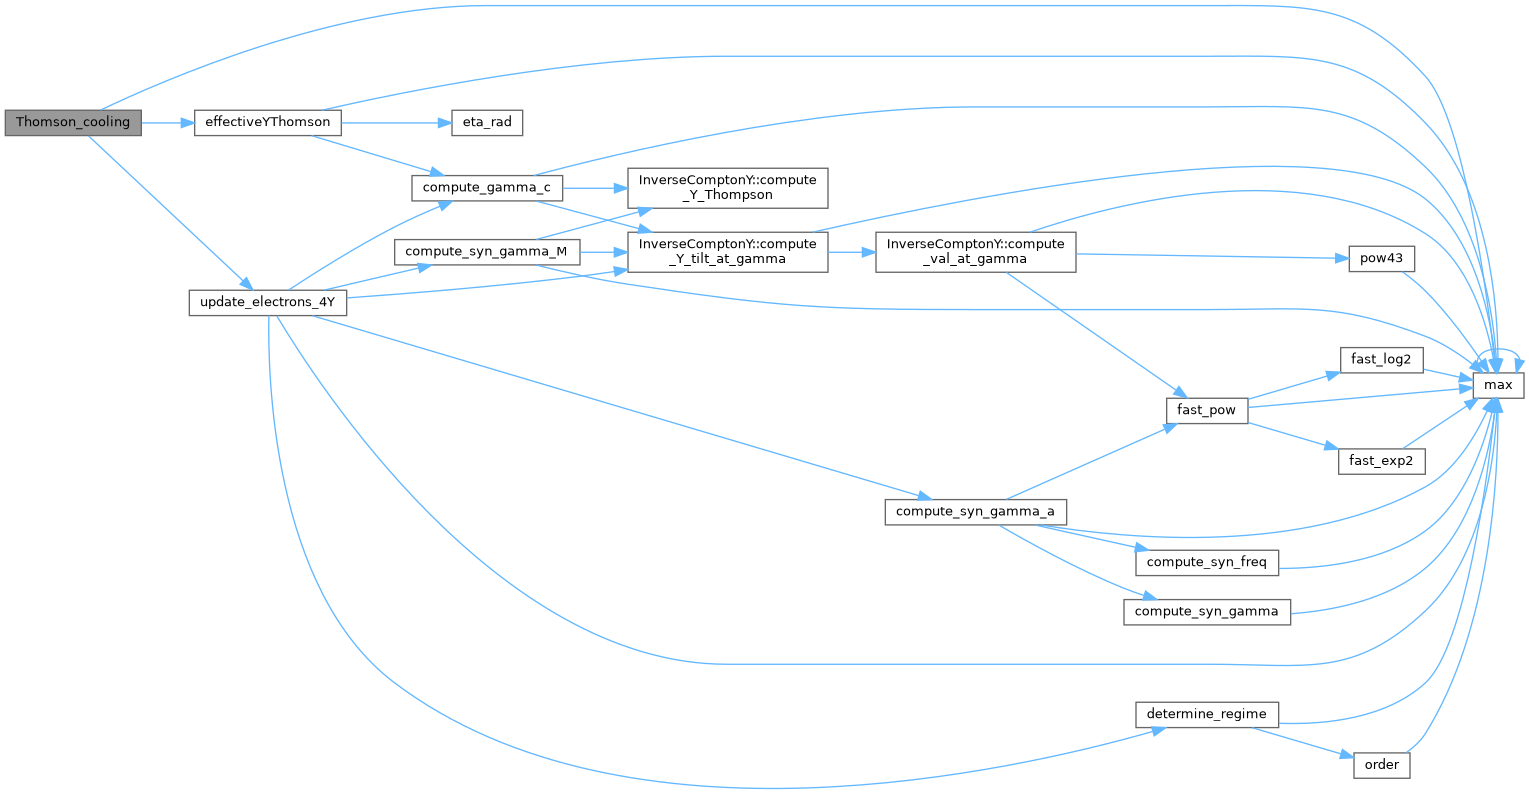 Thomson_cooling
effectiveYThomson
eta_rad
compute_gamma_c
InverseComptonY::compute
_Y_Thompson
compute_syn_gamma_M
InverseComptonY::compute
_Y_tilt_at_gamma
InverseComptonY::compute
_val_at_gamma
pow43
update_electrons_4Y
fast_log2
max
fast_pow
fast_exp2
compute_syn_gamma_a
compute_syn_freq
compute_syn_gamma
determine_regime
order